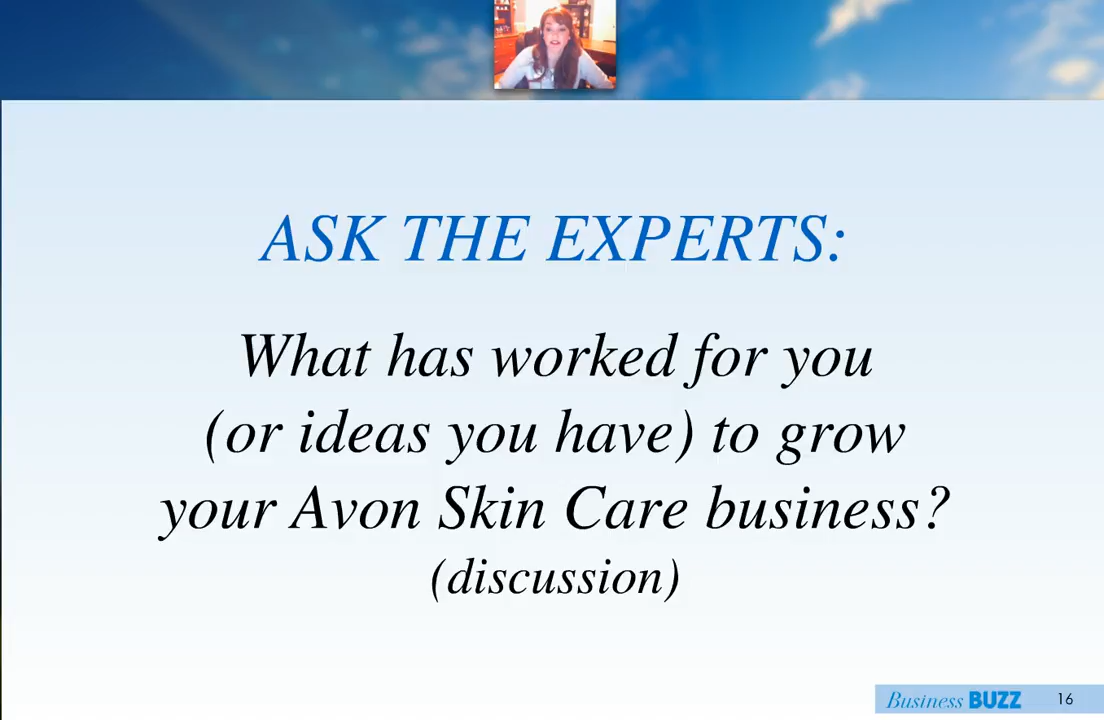 ASK THE EXPERTS:
What has worked for you
(or ideas you have) to grow
your Avon Skin Care business?
(discussion)
Business BUZZ 16